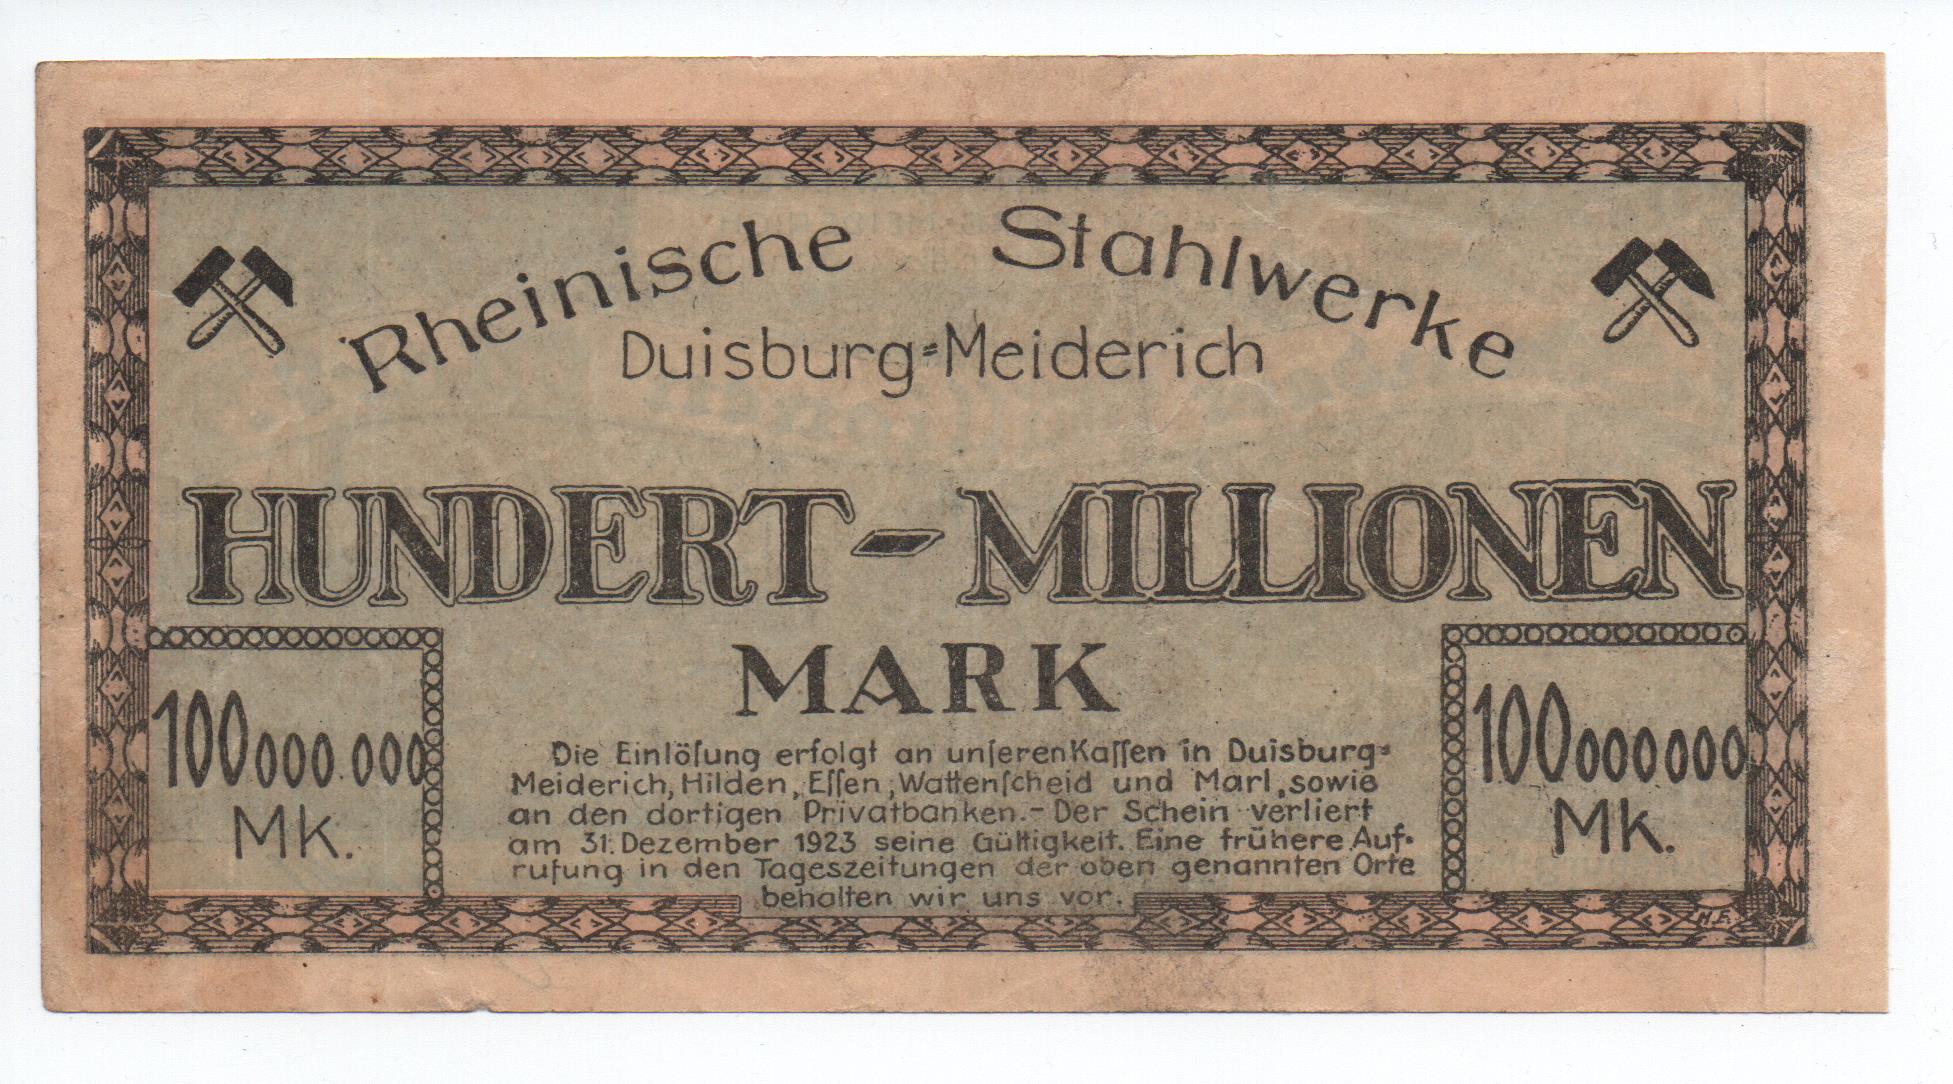 Rheinische Stahlwerke
Duisburg=Meiderich
HUNDERT-MILLIONEN
MARK
100000.000
Mk.
100000000
Mk.
Die Einlöſung erfolgt an unſeren Kaſſen in Duisburg=
Meiderich, Hilden, Eſſen, Wattenſcheid und Marl, sowie
an den dortigen Privatbanken.- Der Schein verliert
am 31. Dezember 1923 seine Gültigkeit. Eine frühere Auf=
rufung in den Tageszeitungen der oben genannten Orte
behalten wir uns vor.
H.F.